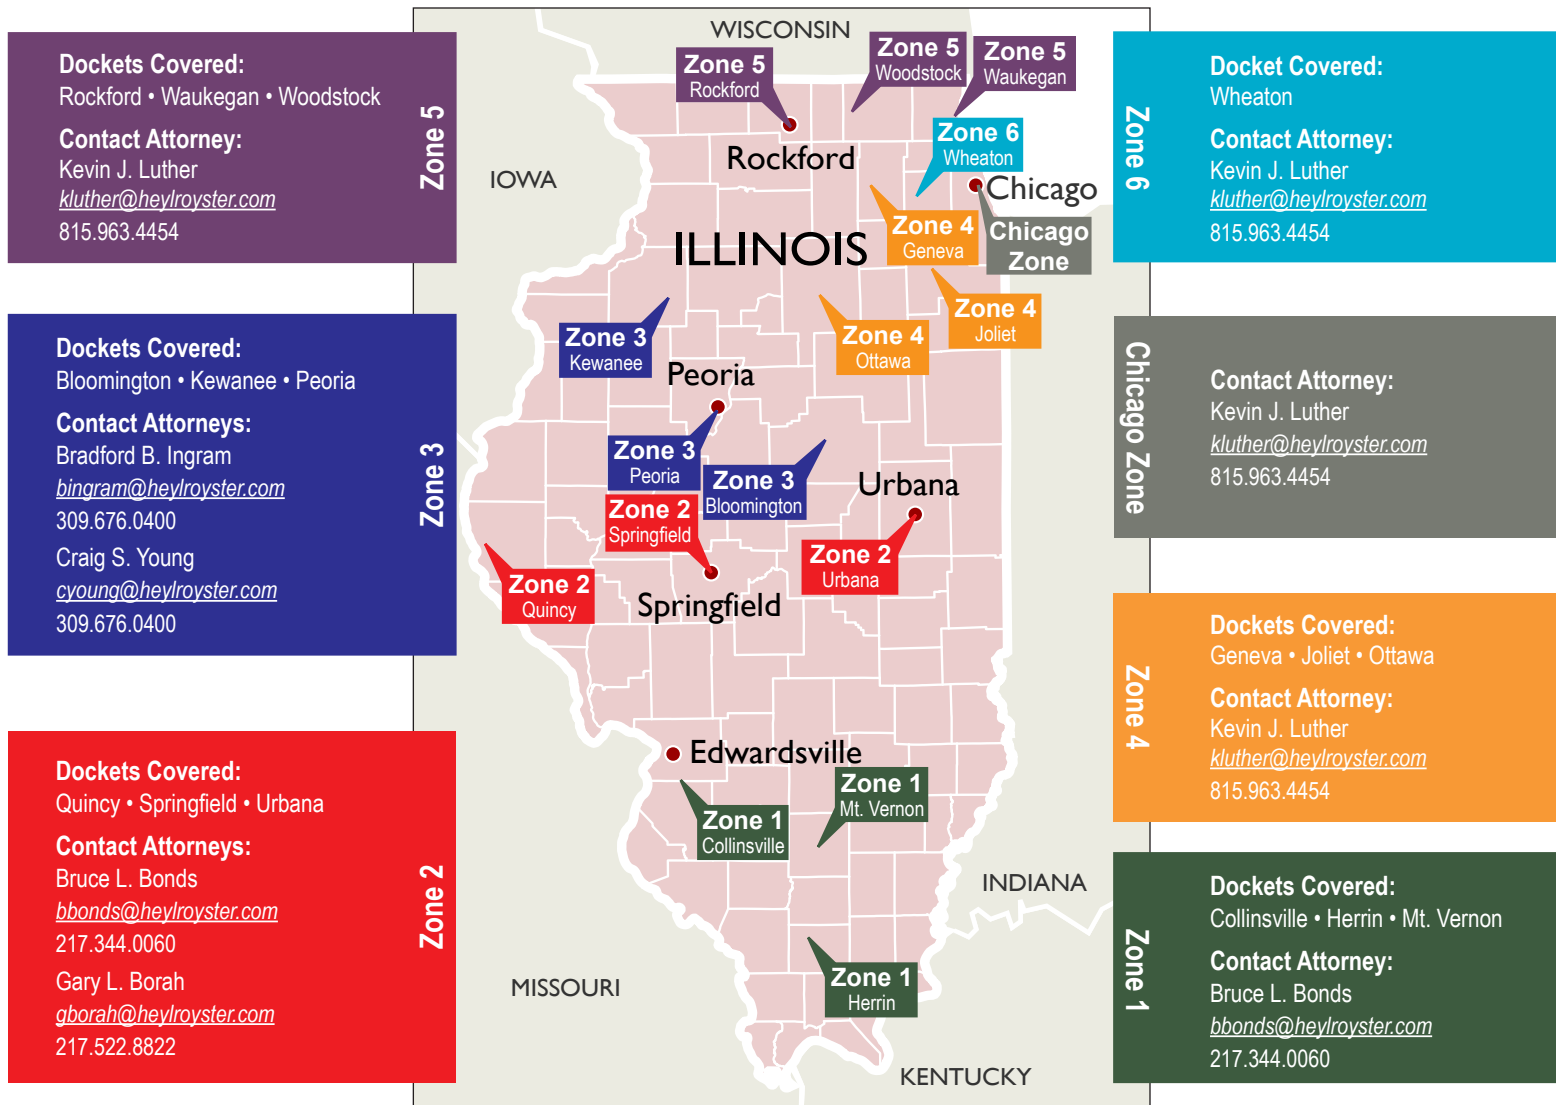 Dockets Covered:
Rockford • Waukegan • Woodstock
Contact Attorney:
Kevin J. Luther
kluther@heylroyster.com
815.963.4454
Zone 5
Dockets Covered:
Bloomington • Kewanee • Peoria
Contact Attorneys:
Bradford B. Ingram
bingram@heylroyster.com
309.676.0400
Craig S. Young
cyoung@heylroyster.com
309.676.0400
Zone 3
Dockets Covered:
Quincy • Springfield • Urbana
Contact Attorneys:
Bruce L. Bonds
bbonds@heylroyster.com
217.344.0060
Gary L. Borah
gborah@heylroyster.com
217.522.8822
Zone 2
WISCONSIN
Zone 5
Rockford
Zone 5
Woodstock
Zone 5
Waukegan
Zone 6
Wheaton
Rockford
IOWA
Chicago
Chicago
Zone
Zone 4
Geneva
ILLINOIS
Zone 4
Joliet
Zone 3
Kewanee
Zone 4
Ottawa
Peoria
Zone 3
Peoria
Zone 3
Bloomington
Urbana
Zone 2
Springfield
Zone 2
Urbana
Zone 2
Quincy
Springfield
Edwardsville
Zone 1
Mt. Vernon
Zone 1
Collinsville
INDIANA
Zone 1
Herrin
MISSOURI
KENTUCKY
Zone 6
Docket Covered:
Wheaton
Contact Attorney:
Kevin J. Luther
kluther@heylroyster.com
815.963.4454
Chicago Zone
Contact Attorney:
Kevin J. Luther
kluther@heylroyster.com
815.963.4454
Zone 4
Dockets Covered:
Geneva • Joliet • Ottawa
Contact Attorney:
Kevin J. Luther
kluther@heylroyster.com
815.963.4454
Zone 1
Dockets Covered:
Collinsville • Herrin • Mt. Vernon
Contact Attorney:
Bruce L. Bonds
bbonds@heylroyster.com
217.344.0060